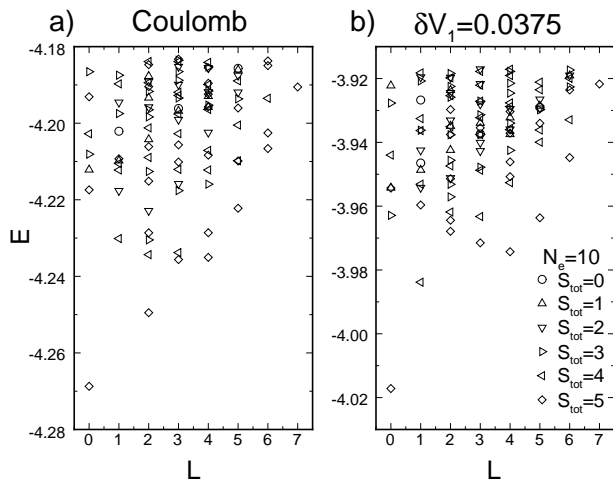 a) Coulomb
b) δV₁=0.0375
E
-4.18
-4.20
-4.22
-4.24
-4.26
-4.28
0 1 2 3 4 5 6 7
L
-3.92
-3.94
-3.96
-3.98
-4.00
-4.02
0 1 2 3 4 5 6 7
L
Nₑ=10
Sₜₒₜ=0
Sₜₒₜ=1
Sₜₒₜ=2
Sₜₒₜ=3
Sₜₒₜ=4
Sₜₒₜ=5